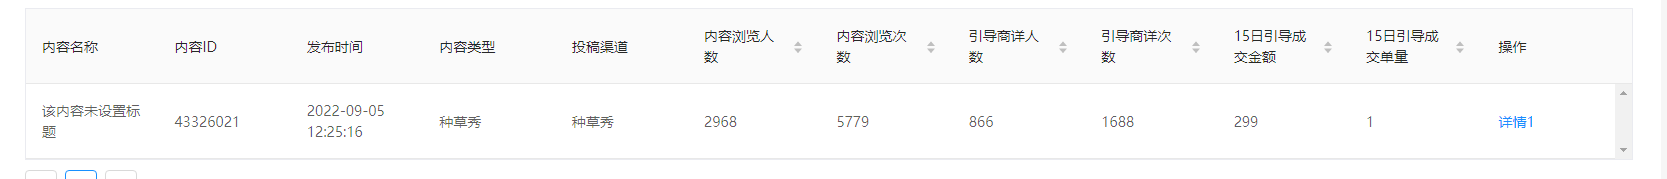 内容名称
内容ID
发布时间
内容类型
投稿渠道
内容浏览人
数
内容浏览次
数
引导商详人
数
引导商详次
数
15日引导成
交金额
15日引导成
交单量
操作
该内容未设置标
题
43326021
2022-09-05
12:25:16
种草秀
种草秀
2968
5779
866
1688
299
1
详情1